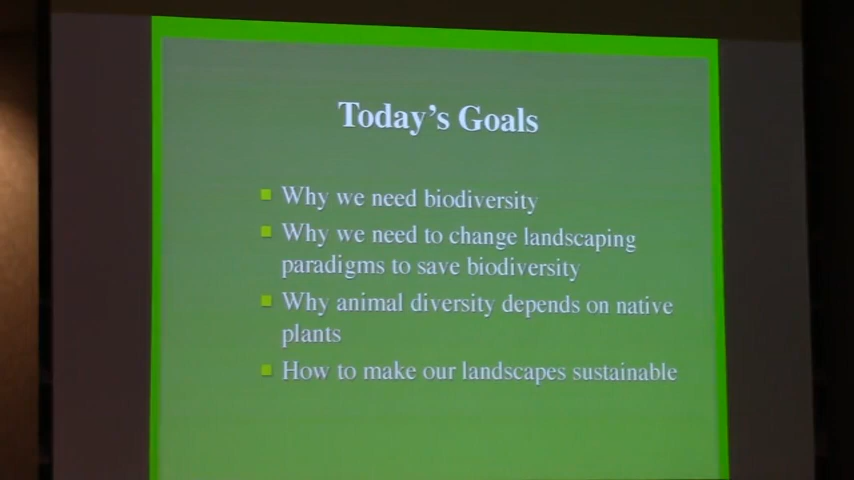 Today's Goals
Why we need biodiversity
Why we need to change landscaping
paradigms to save biodiversity
Why animal diversity depends on native
plants
How to make our landscapes sustainable